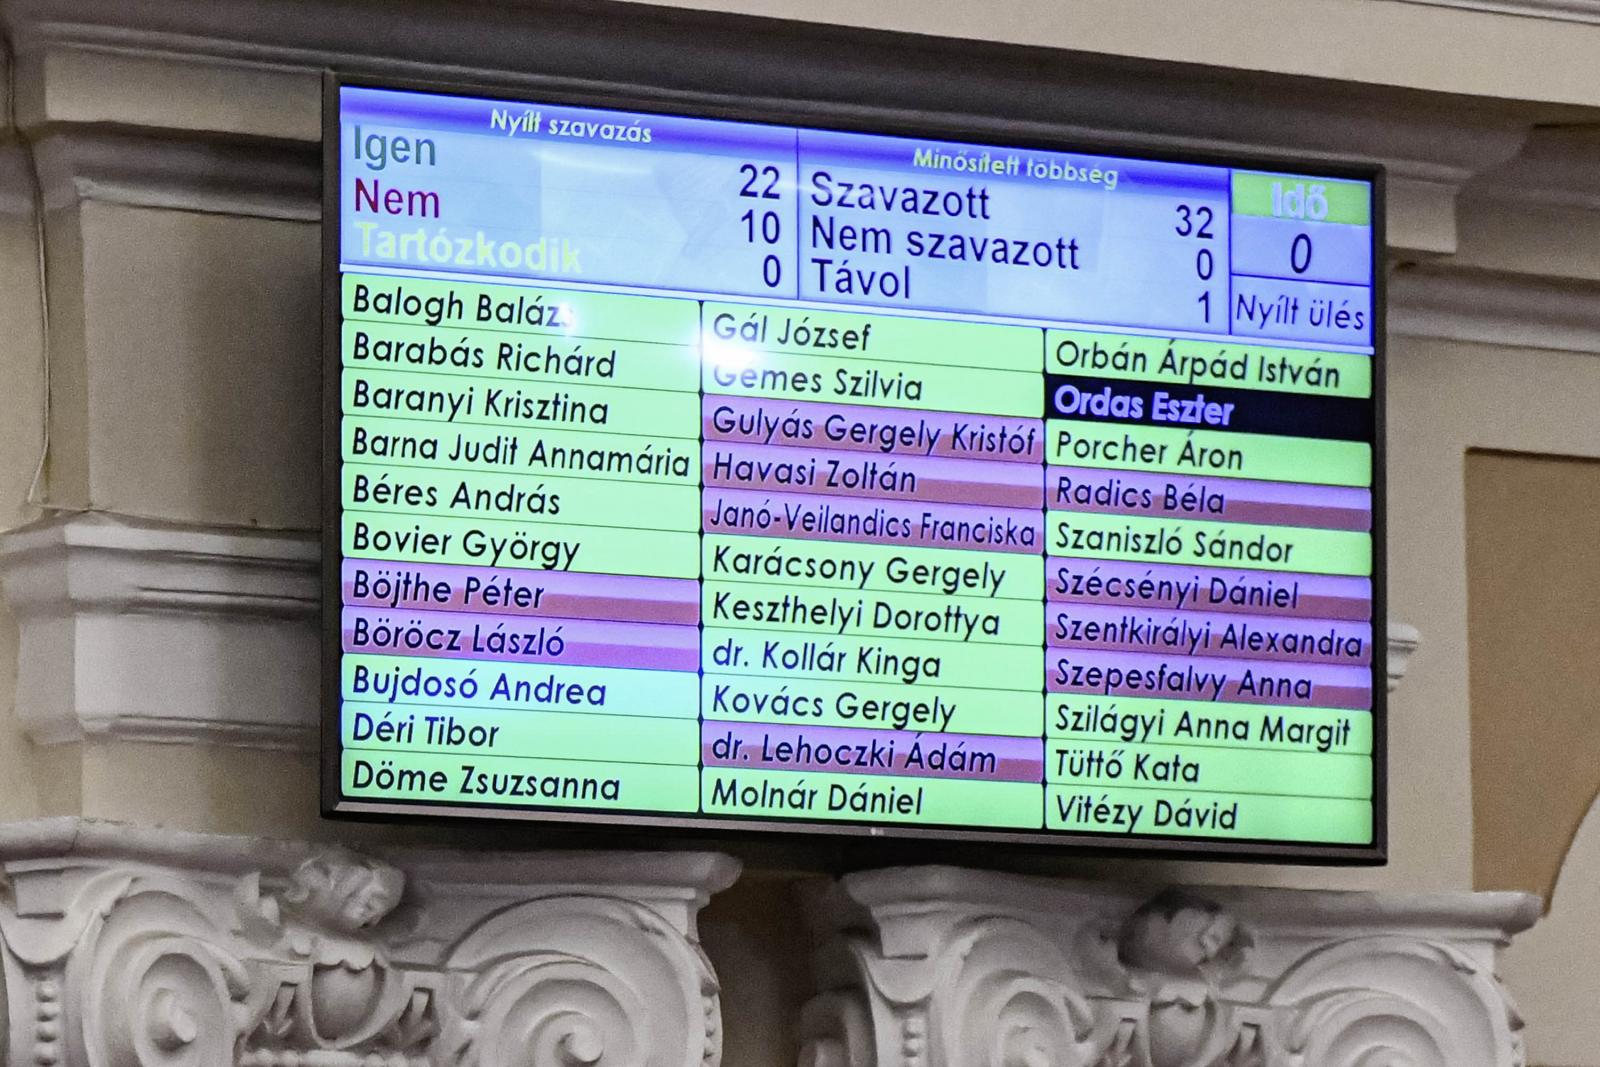 Nyílt szavazás
Igen 22
Nem 10
Tartózkodik 0
Minősített többség
Szavazott 32
Nem szavazott 0
Távol 1
Idő
0
Nyílt ülés
Balogh Balázs
Barabás Richárd
Baranyi Krisztina
Barna Judit Annamária
Béres András
Bovier György
Böjthe Péter
Böröcz László
Bujdosó Andrea
Déri Tibor
Döme Zsuzsanna
Gál József
Gémes Szilvia
Gulyás Gergely Kristóf
Havasi Zoltán
Janó-Veilandics Franciska
Karácsony Gergely
Keszthelyi Dorottya
dr. Kollár Kinga
Kovács Gergely
dr. Lehoczki Ádám
Molnár Dániel
Orbán Árpád István
Ordas Eszter
Porcher Áron
Radics Béla
Szaniszló Sándor
Szécsényi Dániel
Szentkirályi Alexandra
Szepesfalvy Anna
Szilágyi Anna Margit
Tüttő Kata
Vitézy Dávid